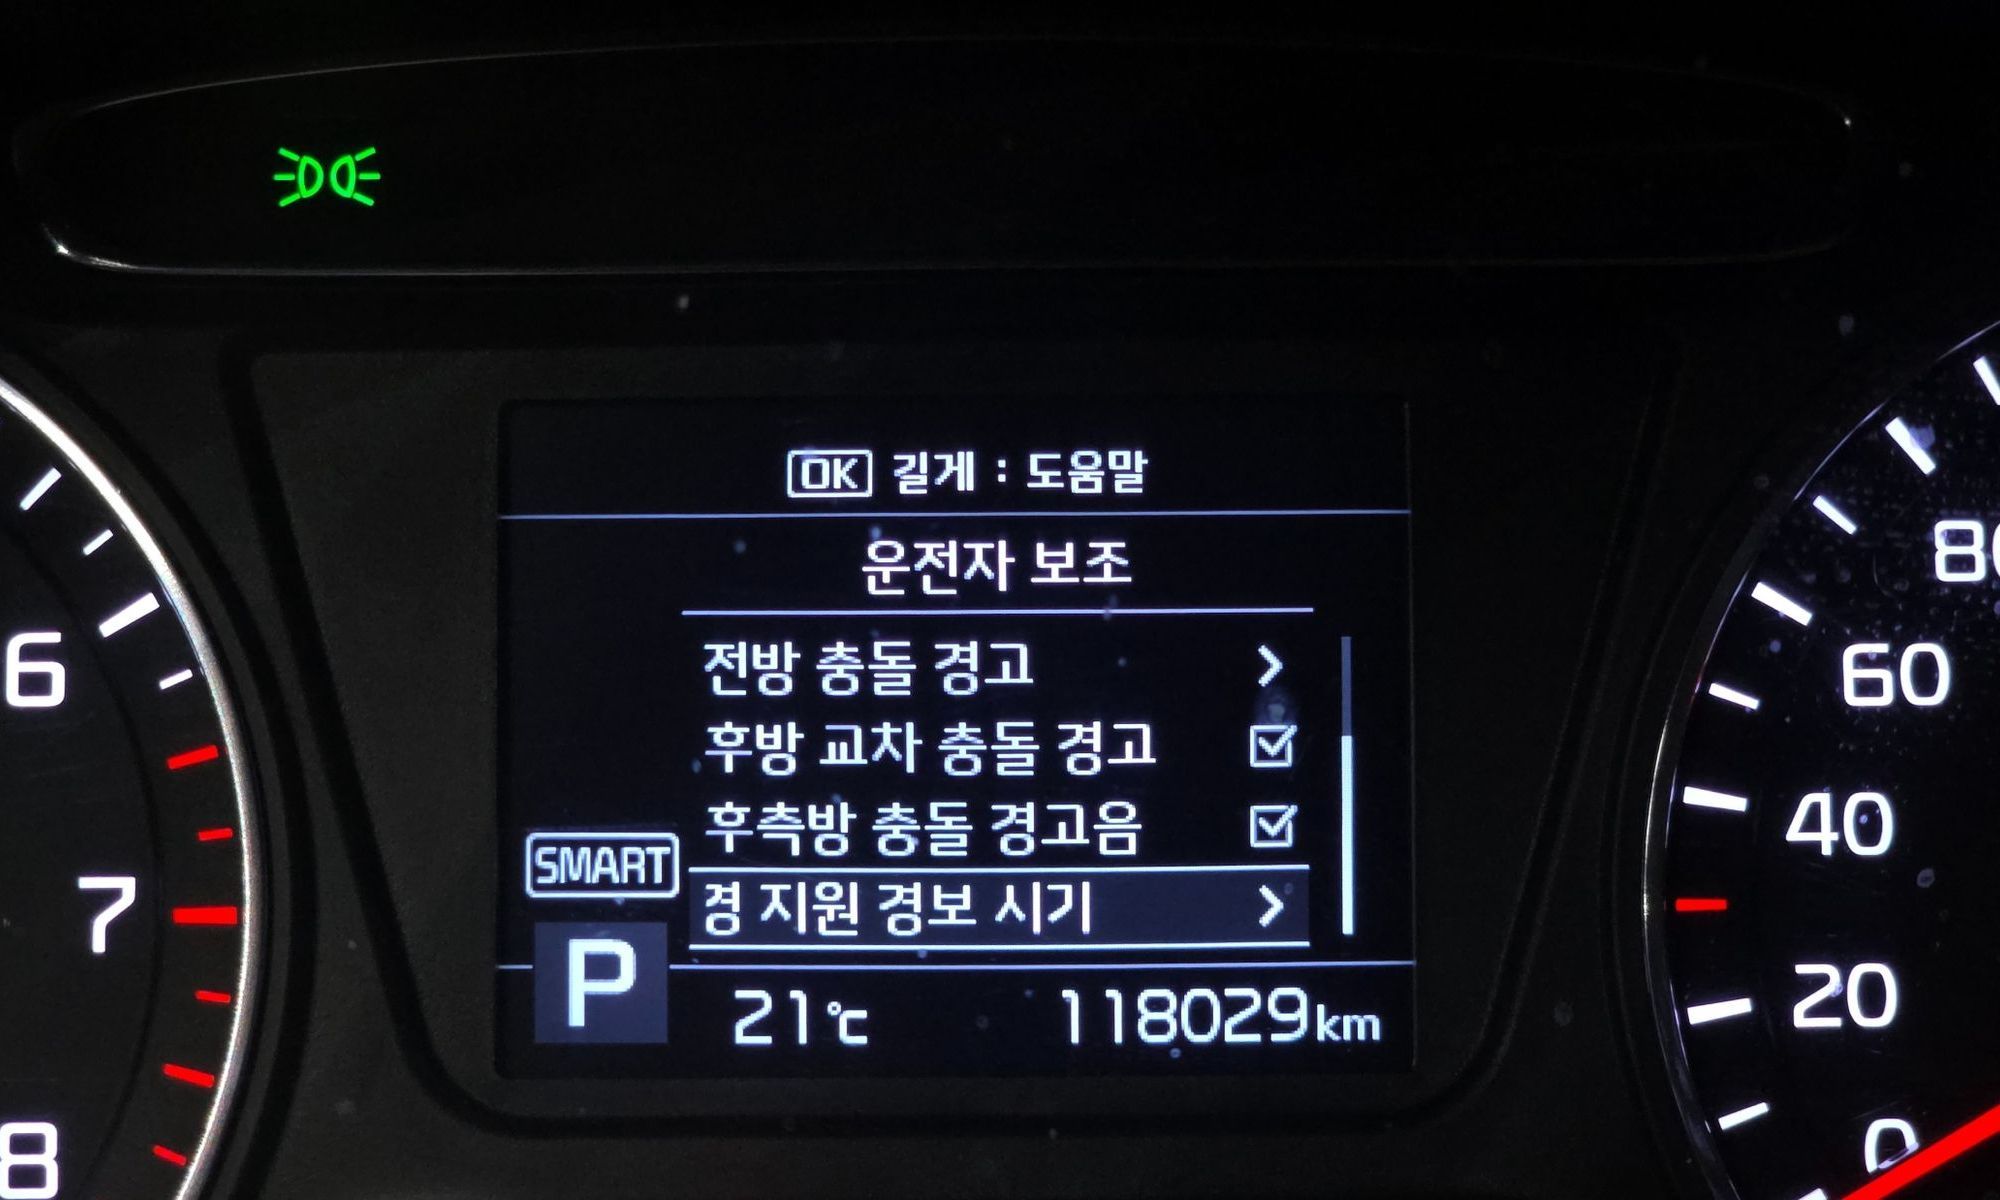 OK 길게 : 도움말
운전자 보조
전방 충돌 경고
후방 교차 충돌 경고
후측방 충돌 경고음
SMART
경 지원 경보 시기
P
21℃ 118029km
6
7
8
80
60
40
20
0